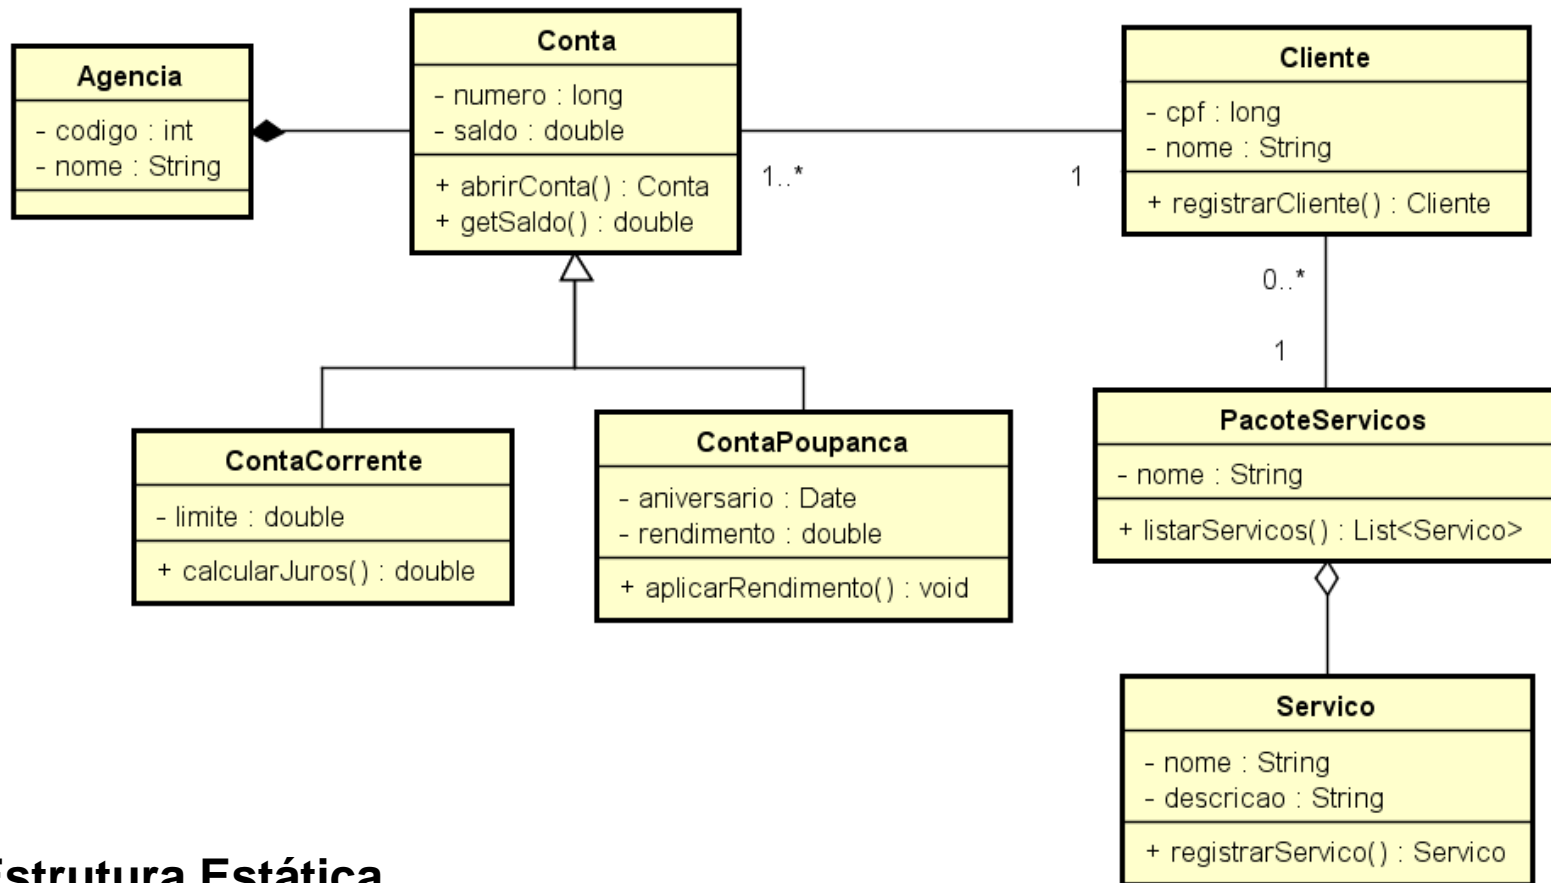 Agencia
- codigo : int
- nome : String
Conta
- numero : long
- saldo : double
+ abrirConta() : Conta
+ getSaldo() : double
1..*
1
Cliente
- cpf : long
- nome : String
+ registrarCliente() : Cliente
0..*
1
ContaCorrente
- limite : double
+ calcularJuros() : double
ContaPoupanca
- aniversario : Date
- rendimento : double
+ aplicarRendimento() : void
PacoteServicos
- nome : String
+ listarServicos() : List<Servico>
Servico
- nome : String
- descricao : String
+ registrarServico() : Servico
Estrutura Estática